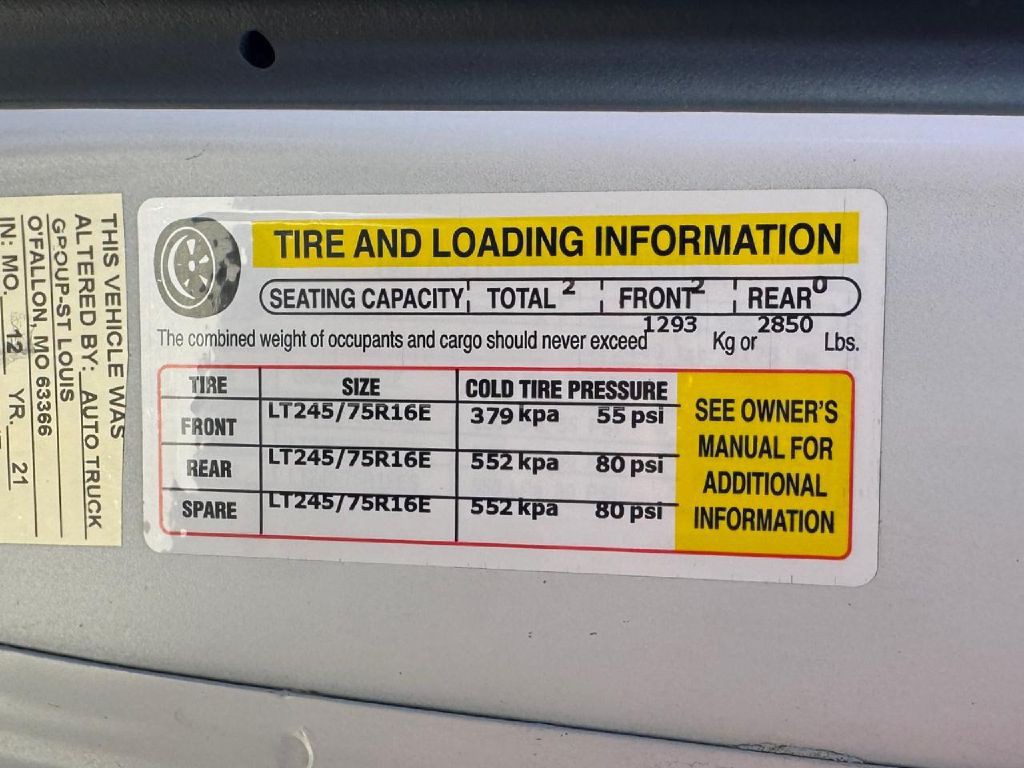 THIS VEHICLE WAS
ALTERED BY: AUTO TRUCK
GROUP-ST LOUIS
O'FALLON, MO 63366
IN: MO. 12 YR. 21
TIRE AND LOADING INFORMATION
SEATING CAPACITY TOTAL 2 FRONT 2 REAR 0
The combined weight of occupants and cargo should never exceed 1293 Kg or 2850 Lbs.
TIRE SIZE COLD TIRE PRESSURE
FRONT LT245/75R16E 379 kpa 55 psi
REAR LT245/75R16E 552 kpa 80 psi
SPARE LT245/75R16E 552 kpa 80 psi
SEE OWNER'S
MANUAL FOR
ADDITIONAL
INFORMATION